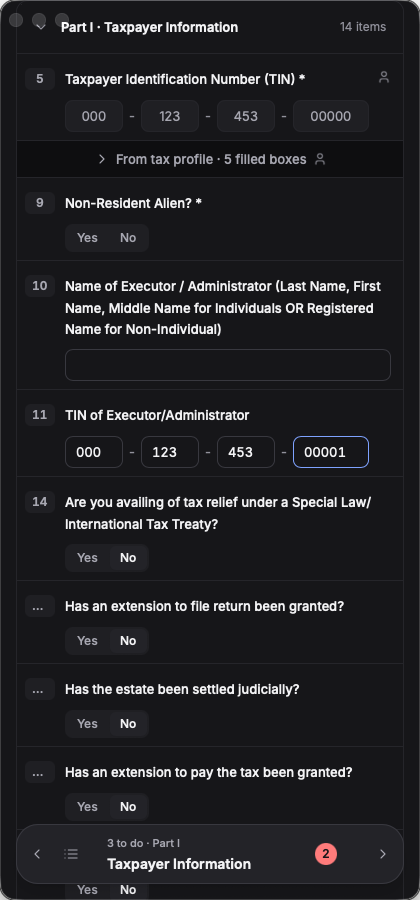 Part I · Taxpayer Information
14 items
5
Taxpayer Identification Number (TIN) *
000 - 123 - 453 - 00000
From tax profile · 5 filled boxes
9
Non-Resident Alien? *
Yes No
10
Name of Executor / Administrator (Last Name, First
Name, Middle Name for Individuals OR Registered
Name for Non-Individual)
11
TIN of Executor/Administrator
000 - 123 - 453 - 00001
14
Are you availing of tax relief under a Special Law/
International Tax Treaty?
Yes No
...
Has an extension to file return been granted?
Yes No
...
Has the estate been settled judicially?
Yes No
...
Has an extension to pay the tax been granted?
Yes No
3 to do · Part I
Taxpayer Information
2
Yes No